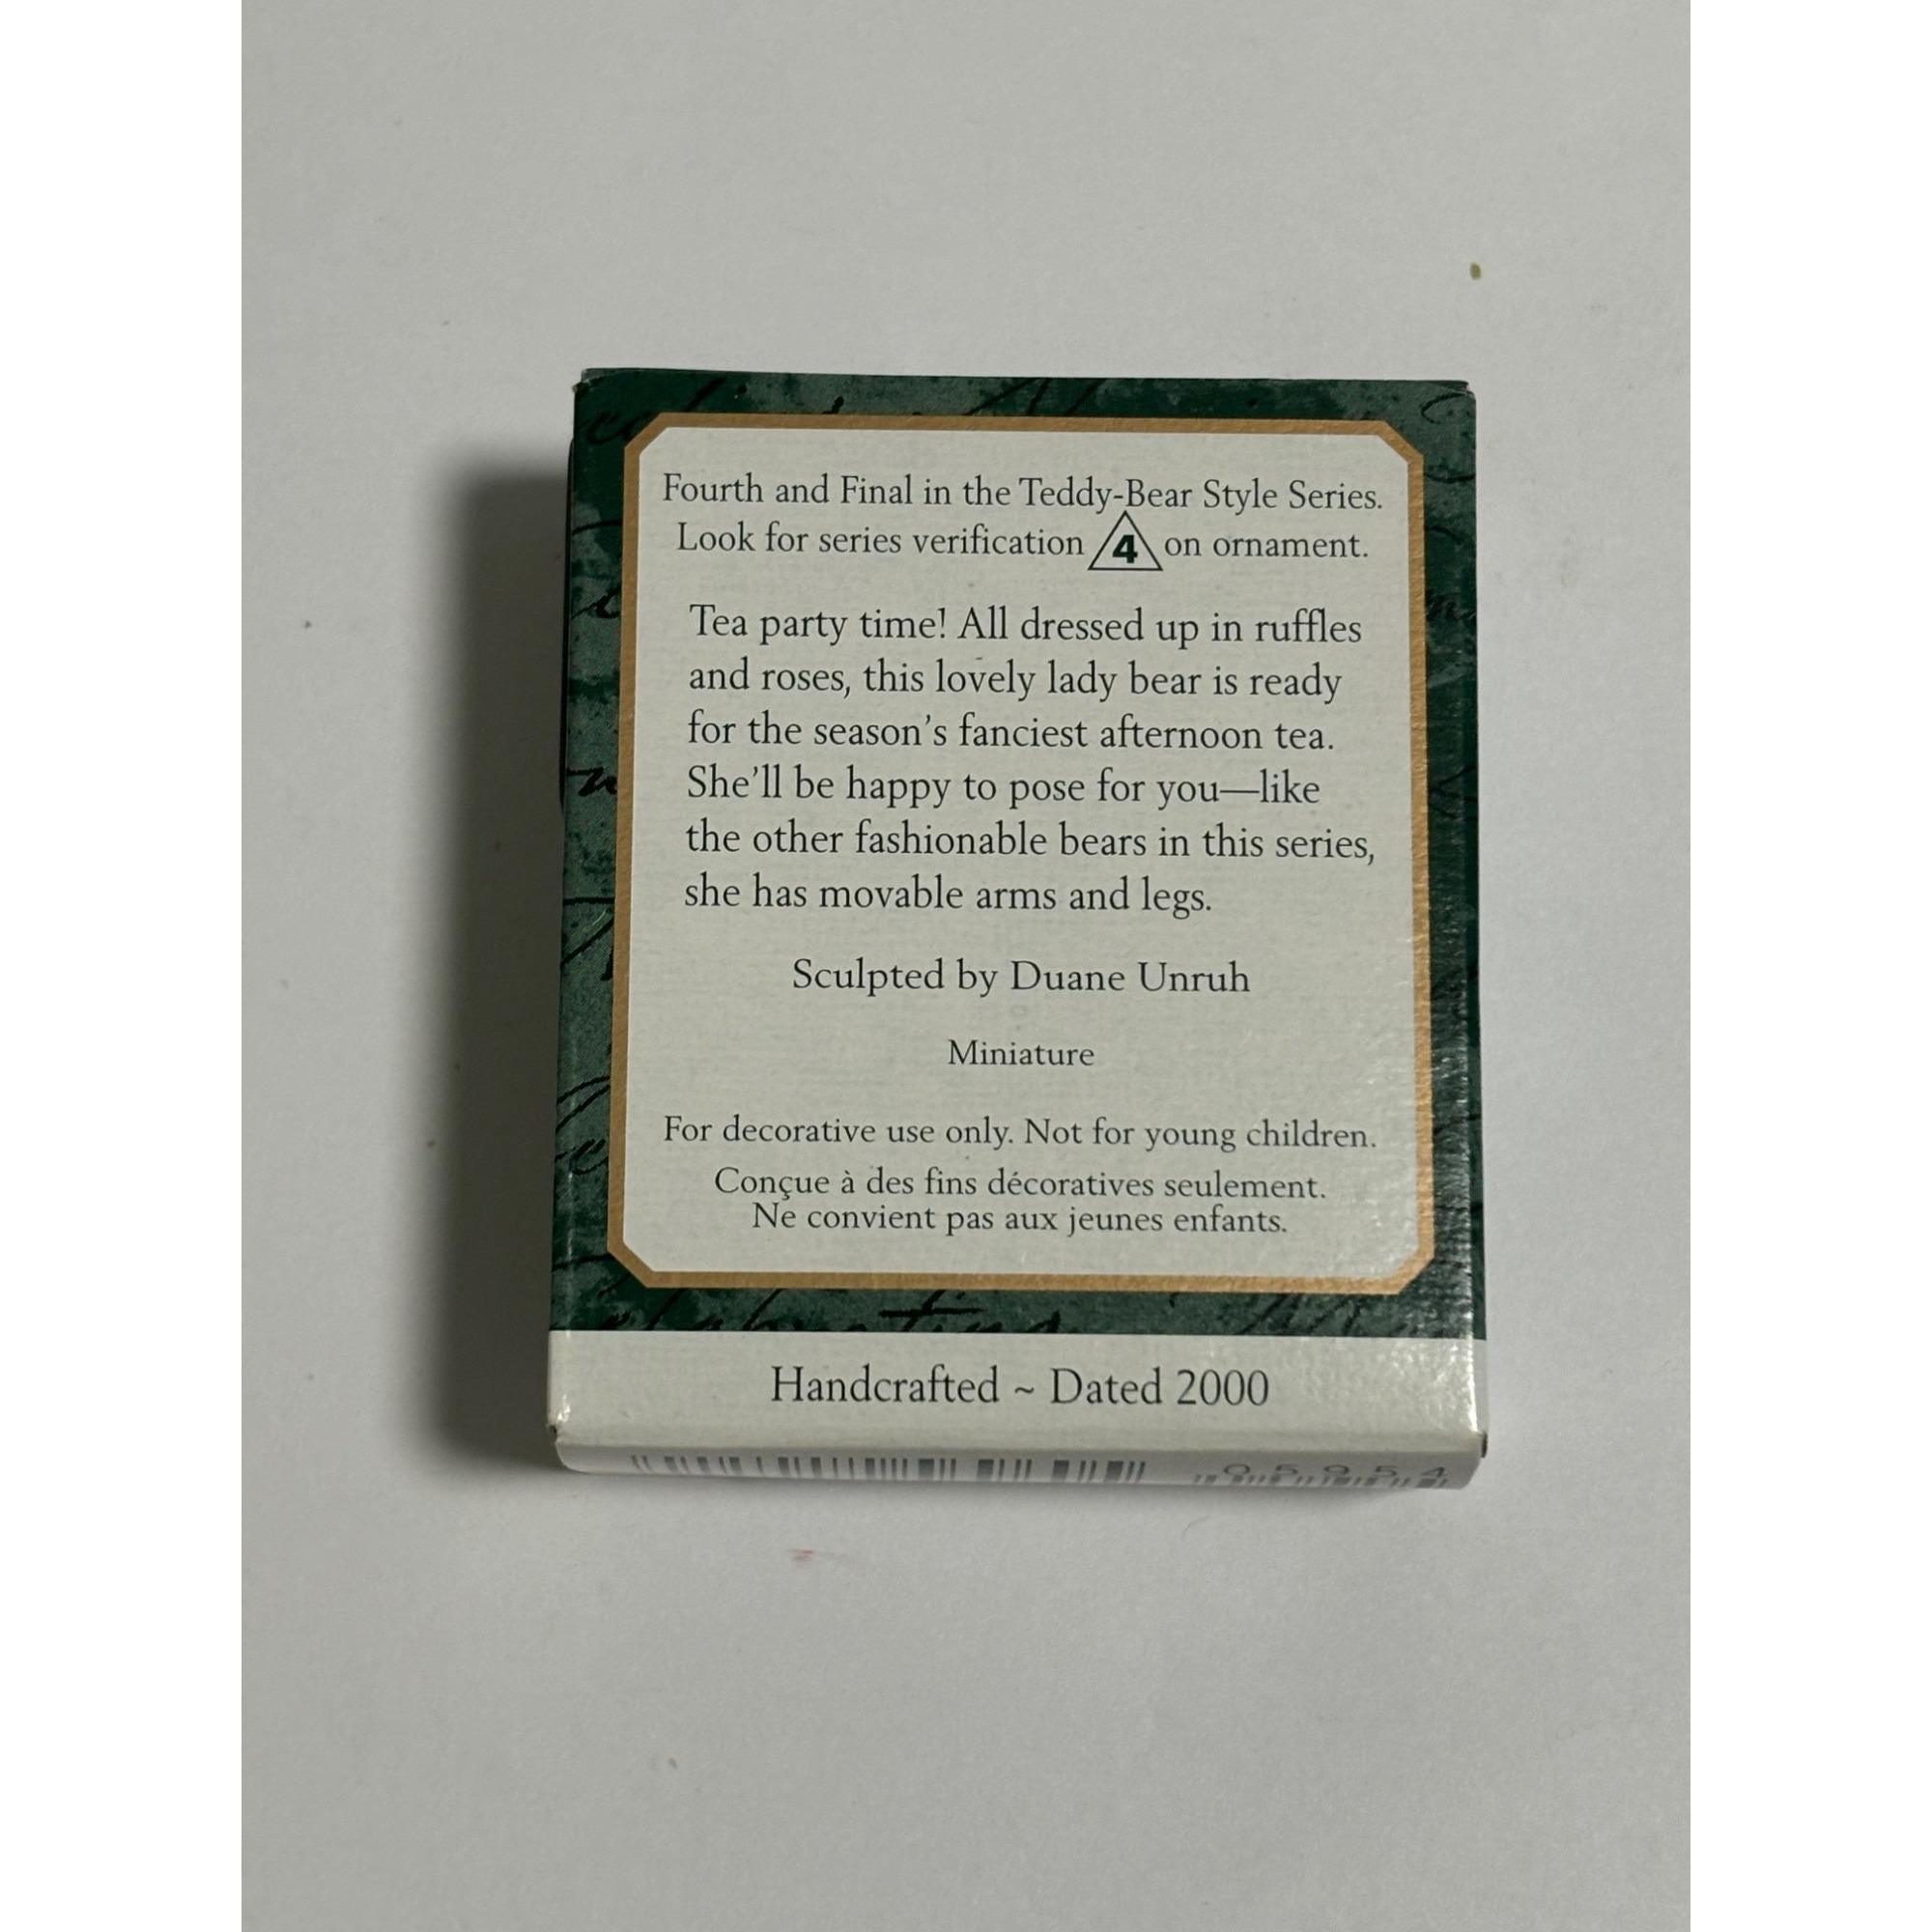 Fourth and Final in the Teddy-Bear Style Series.
Look for series verification 4 on ornament.
Tea party time! All dressed up in ruffles
and roses, this lovely lady bear is ready
for the season's fanciest afternoon tea.
She'll be happy to pose for you—like
the other fashionable bears in this series,
she has movable arms and legs.
Sculpted by Duane Unruh
Miniature
For decorative use only. Not for young children.
Conçue à des fins décoratives seulement.
Ne convient pas aux jeunes enfants.
Handcrafted ~ Dated 2000
05954